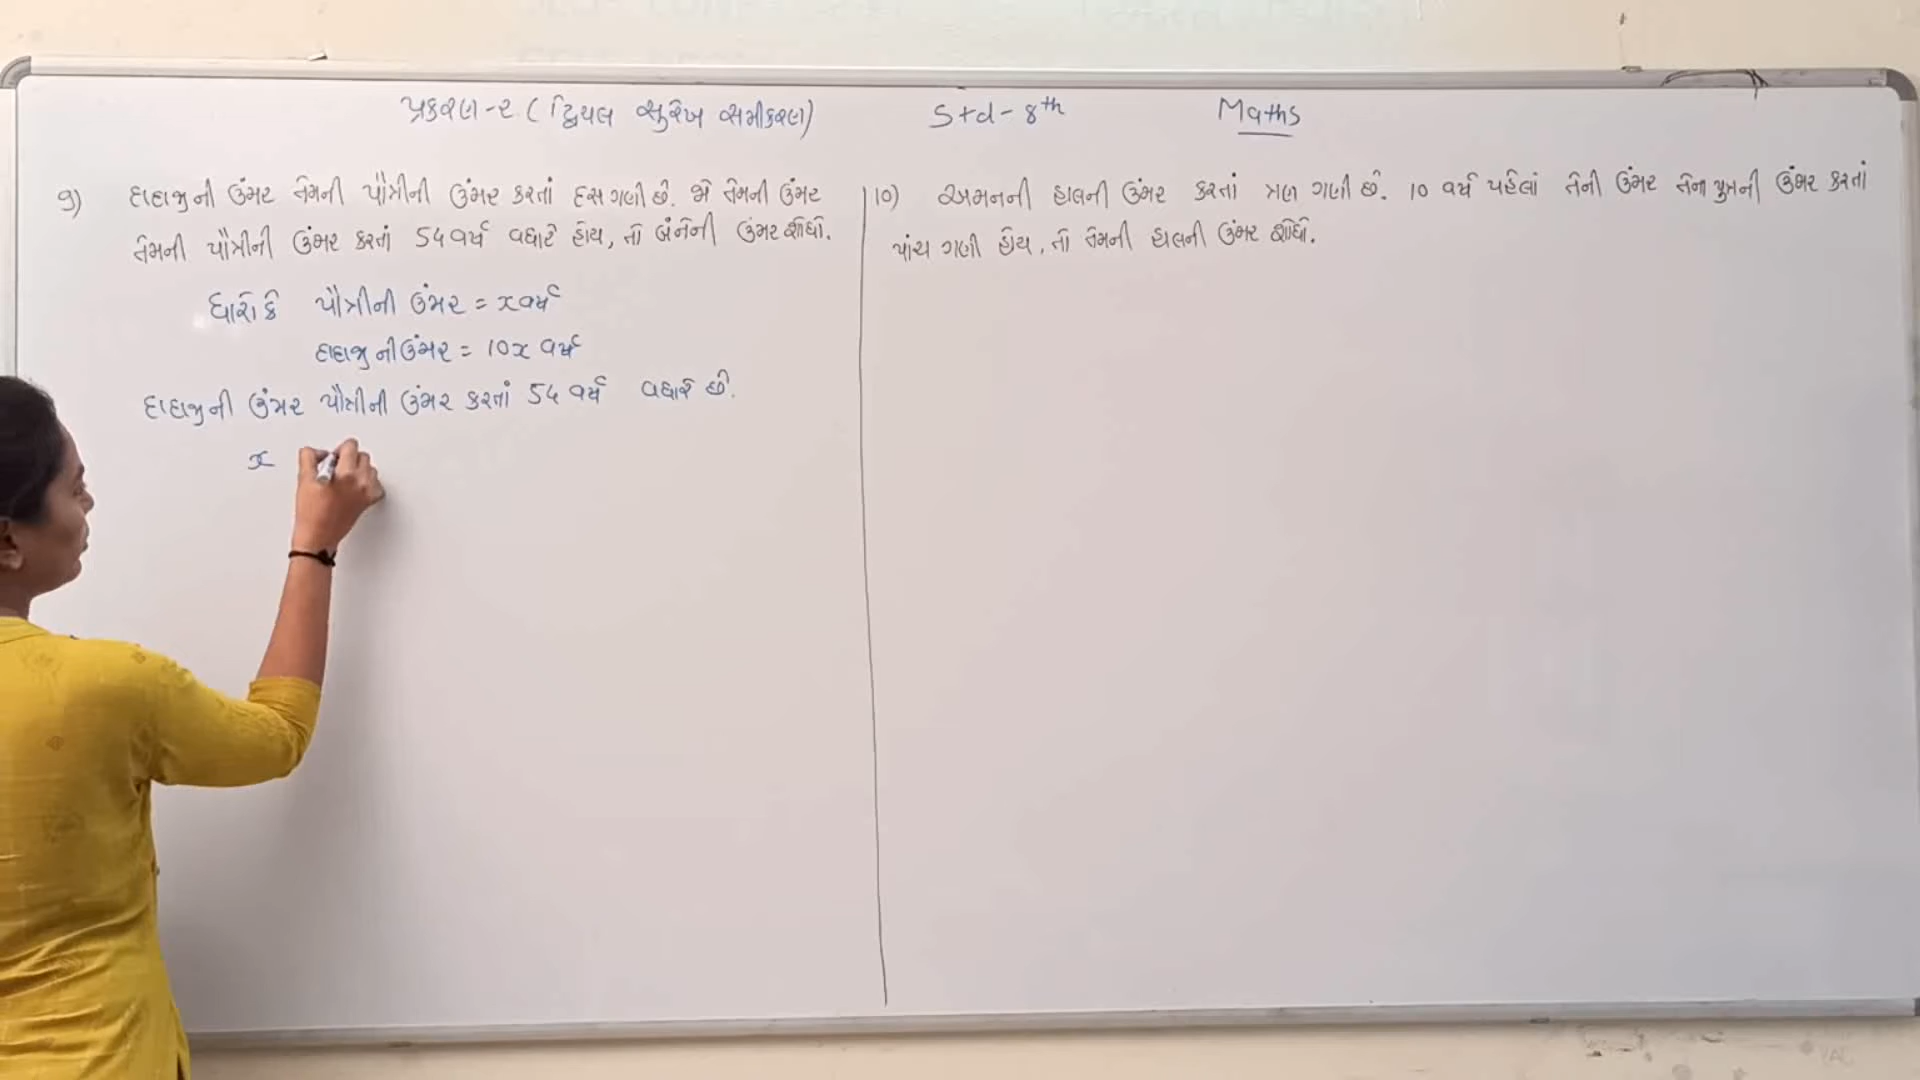 પ્રકરણ-૨ ( દ્વિચલ સુરેખ સમીકરણ) Std - 8th Maths
9) દાદાજીની ઉંમર તેમની પૌત્રીની ઉંમર કરતાં દસ ગણી છે. જો તેમની ઉંમર
તેમની પૌત્રીની ઉંમર કરતાં 54 વર્ષ વધારે હોય, તો બંનેની ઉંમર શોધો.
ધારો કે પૌત્રીની ઉંમર = x વર્ષ
દાદાજીની ઉંમર = 10x વર્ષ
દાદાજીની ઉંમર પૌત્રીની ઉંમર કરતાં 54 વર્ષ વધારે છે.
x
10) અમનની હાલની ઉંમર કરતાં ત્રણ ગણી છે. 10 વર્ષ પહેલાં તેની ઉંમર તેના પુત્રની ઉંમર કરતાં
પાંચ ગણી હોય, તો તેમની હાલની ઉંમર શોધો.